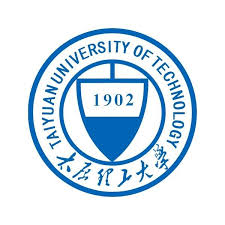 TAIYUAN UNIVERSITY OF TECHNOLOGY
1902
太原理工大学